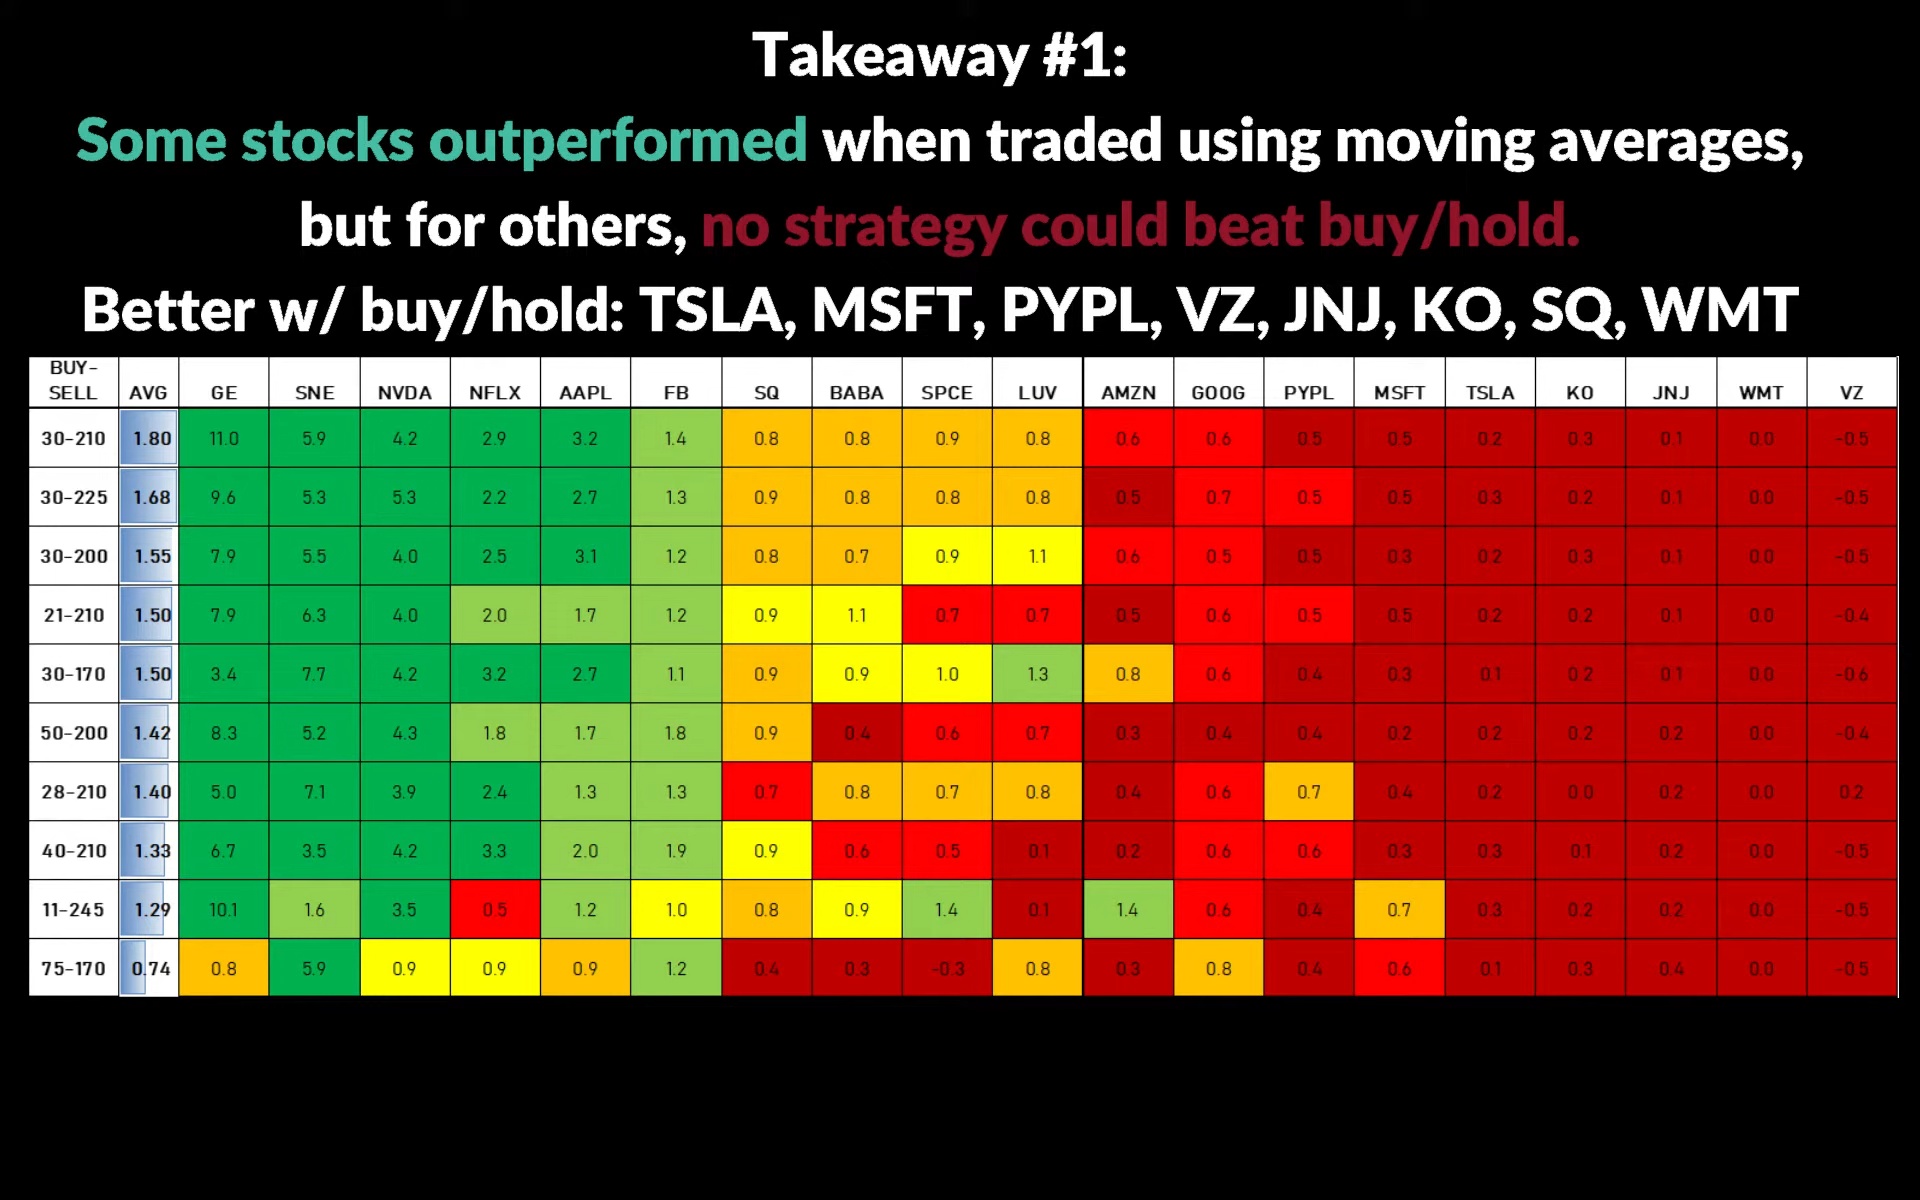 Takeaway #1:
Some stocks outperformed when traded using moving averages,
but for others, no strategy could beat buy/hold.
Better w/ buy/hold: TSLA, MSFT, PYPL, VZ, JNJ, KO, SQ, WMT
BUY-
SELL AVG GE SNE NVDA NFLX AAPL FB SQ BABA SPCE LUV AMZN GOOG PYPL MSFT TSLA KO JNJ WMT VZ
30-210 1.80 11.0 5.9 4.2 2.9 3.2 1.4 0.8 0.8 0.9 0.8 0.6 0.6 0.5 0.5 0.2 0.3 0.1 0.0 -0.5
30-225 1.68 9.6 5.3 5.3 2.2 2.7 1.3 0.9 0.8 0.8 0.8 0.5 0.7 0.5 0.5 0.3 0.2 0.1 0.0 -0.5
30-200 1.55 7.9 5.5 4.0 2.5 3.1 1.2 0.8 0.7 0.9 1.1 0.6 0.5 0.5 0.3 0.2 0.3 0.1 0.0 -0.5
21-210 1.50 7.9 6.3 4.0 2.0 1.7 1.2 0.9 1.1 0.7 0.7 0.5 0.6 0.5 0.5 0.2 0.2 0.1 0.0 -0.4
30-170 1.50 3.4 7.7 4.2 3.2 2.7 1.1 0.9 0.9 1.0 1.3 0.8 0.6 0.4 0.3 0.1 0.2 0.1 0.0 -0.6
50-200 1.42 8.3 5.2 4.3 1.8 1.7 1.8 0.9 0.4 0.6 0.7 0.3 0.4 0.4 0.2 0.2 0.2 0.2 0.0 -0.4
28-210 1.40 5.0 7.1 3.9 2.4 1.3 1.3 0.7 0.8 0.7 0.8 0.4 0.6 0.7 0.4 0.2 0.0 0.2 0.0 0.2
40-210 1.33 6.7 3.5 4.2 3.3 2.0 1.9 0.9 0.6 0.5 0.1 0.2 0.6 0.6 0.3 0.3 0.1 0.2 0.0 -0.5
11-245 1.29 10.1 1.6 3.5 0.5 1.2 1.0 0.8 0.9 1.4 0.1 1.4 0.6 0.4 0.7 0.3 0.2 0.2 0.0 -0.5
75-170 0.74 0.8 5.9 0.9 0.9 0.9 1.2 0.4 0.3 -0.3 0.8 0.3 0.8 0.4 0.6 0.1 0.3 0.4 0.0 -0.5